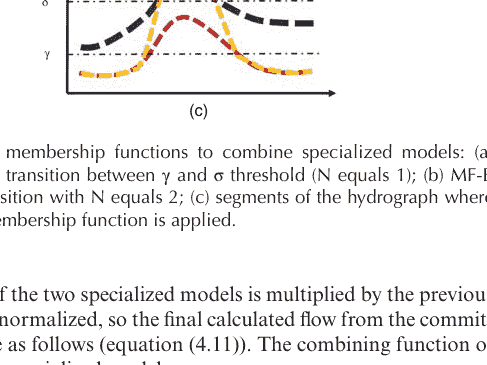 γ
(c)
membership functions to combine specialized models: (a
transition between γ and σ threshold (N equals 1); (b) MF-
sition with N equals 2; (c) segments of the hydrograph where
embership function is applied.
f the two specialized models is multiplied by the previou
normalized, so the final calculated flow from the commit
e as follows (equation (4.11)). The combining function o